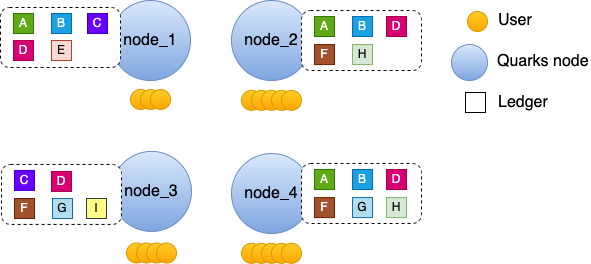 A B C
D E
node_1
node_2
A B D
F H
User
Quarks node
Ledger
C D
F G I
node_3
node_4
A B D
F G H